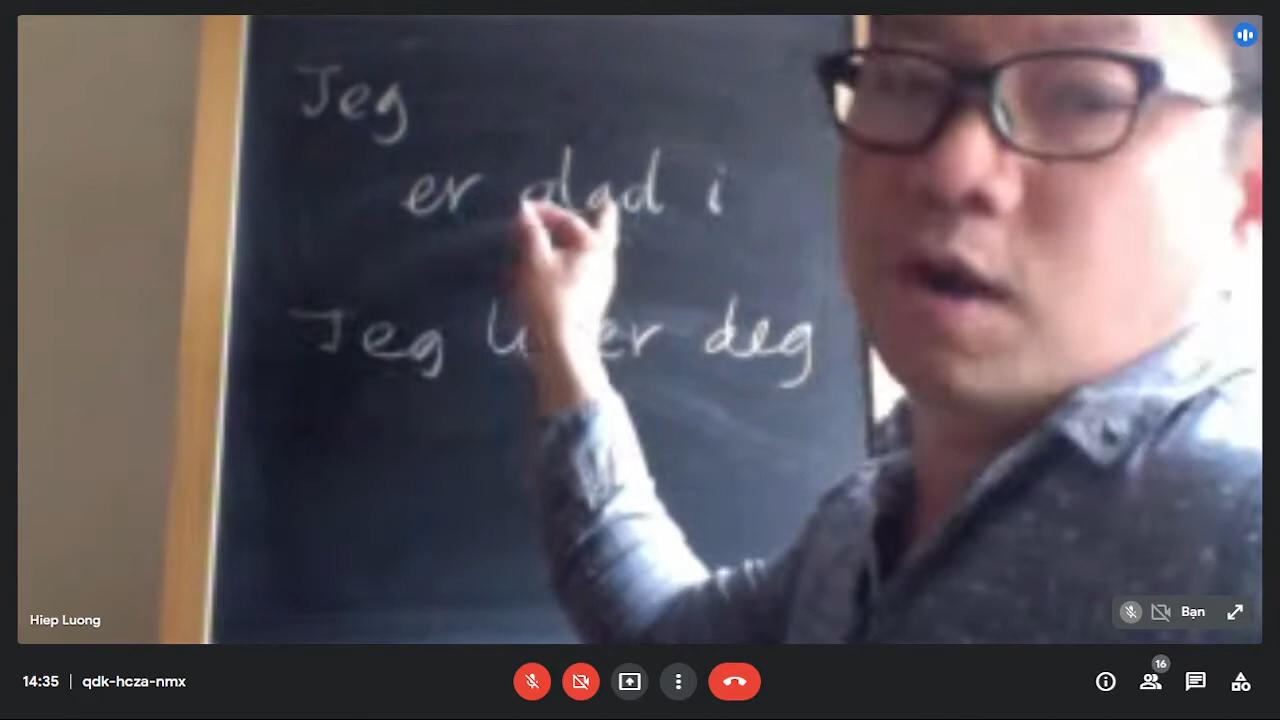 Jeg
er glad i
Jeg deg
Hiep Luong
Bạn
14:35 | qdk-hcza-nmx
16